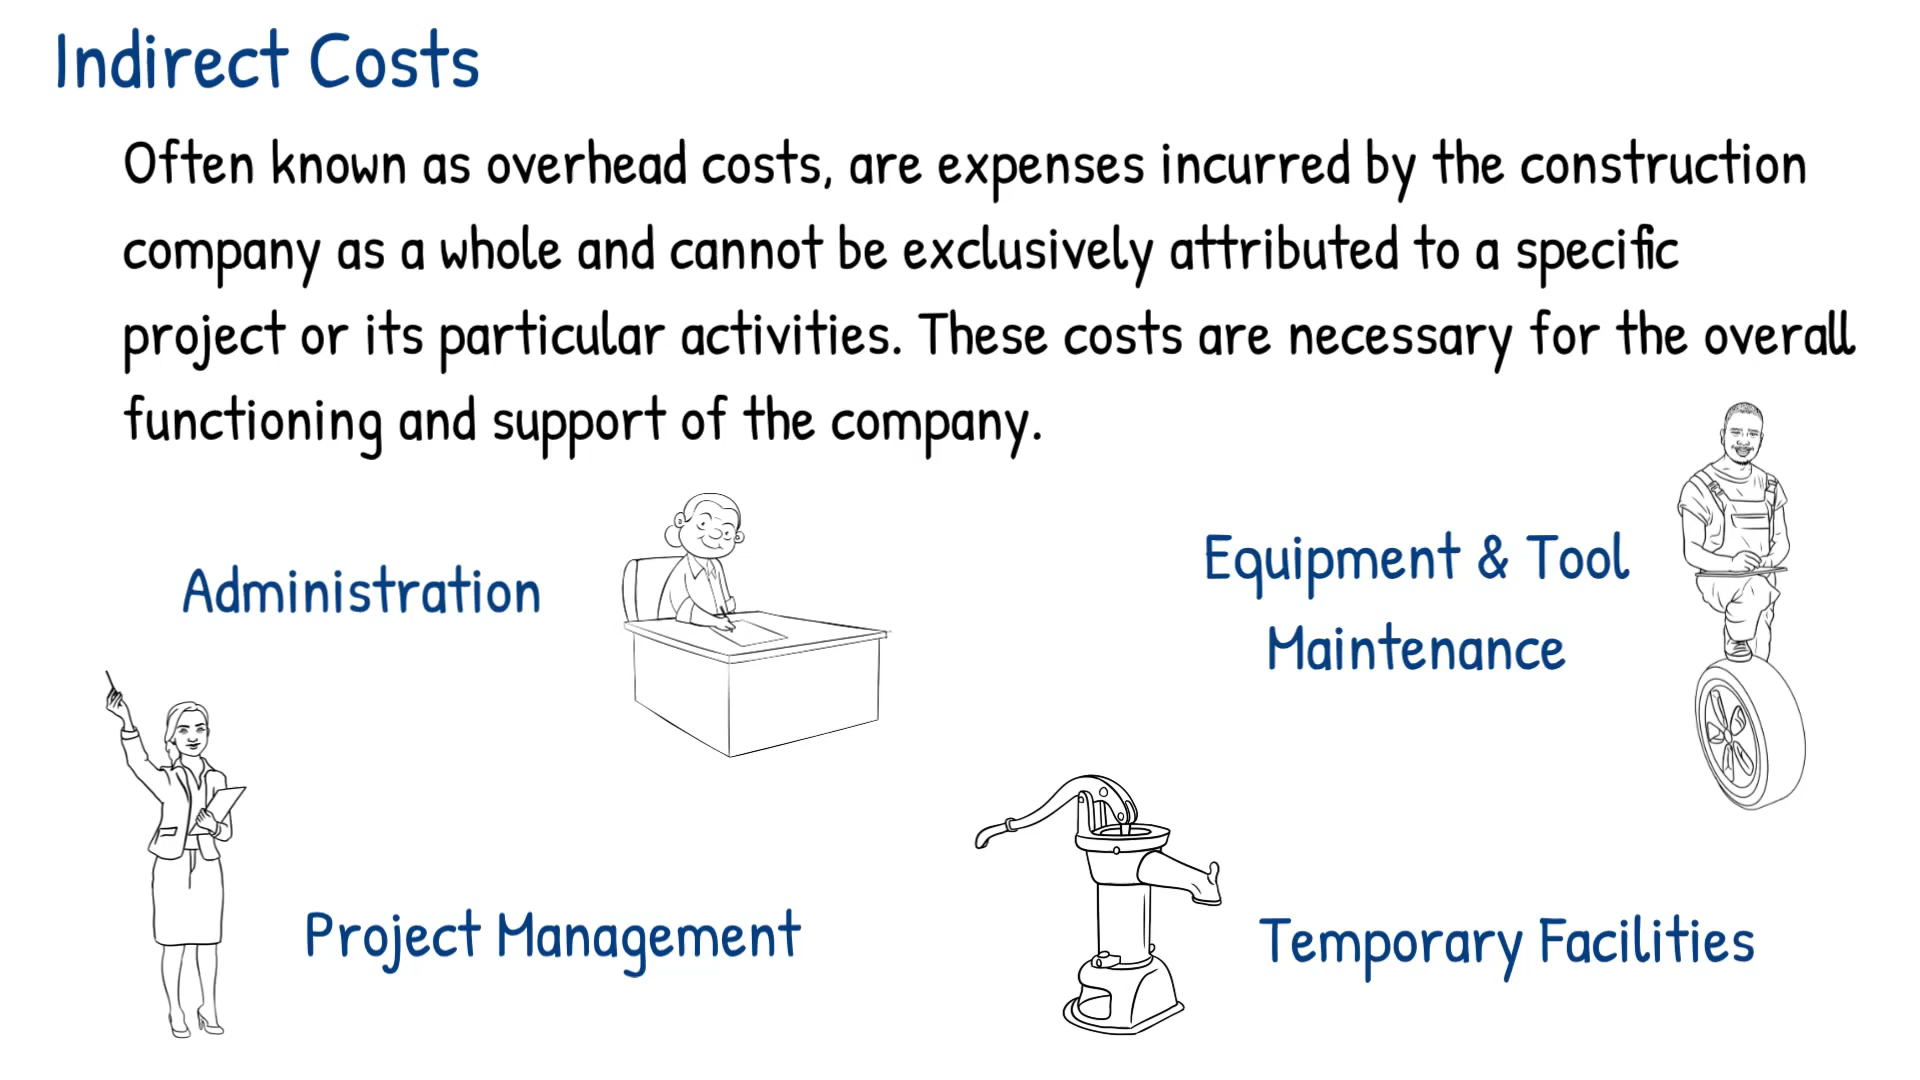 Indirect Costs
Often known as overhead costs, are expenses incurred by the construction
company as a whole and cannot be exclusively attributed to a specific
project or its particular activities. These costs are necessary for the overall
functioning and support of the company.
Administration
Equipment & Tool
Maintenance
Project Management
Temporary Facilities